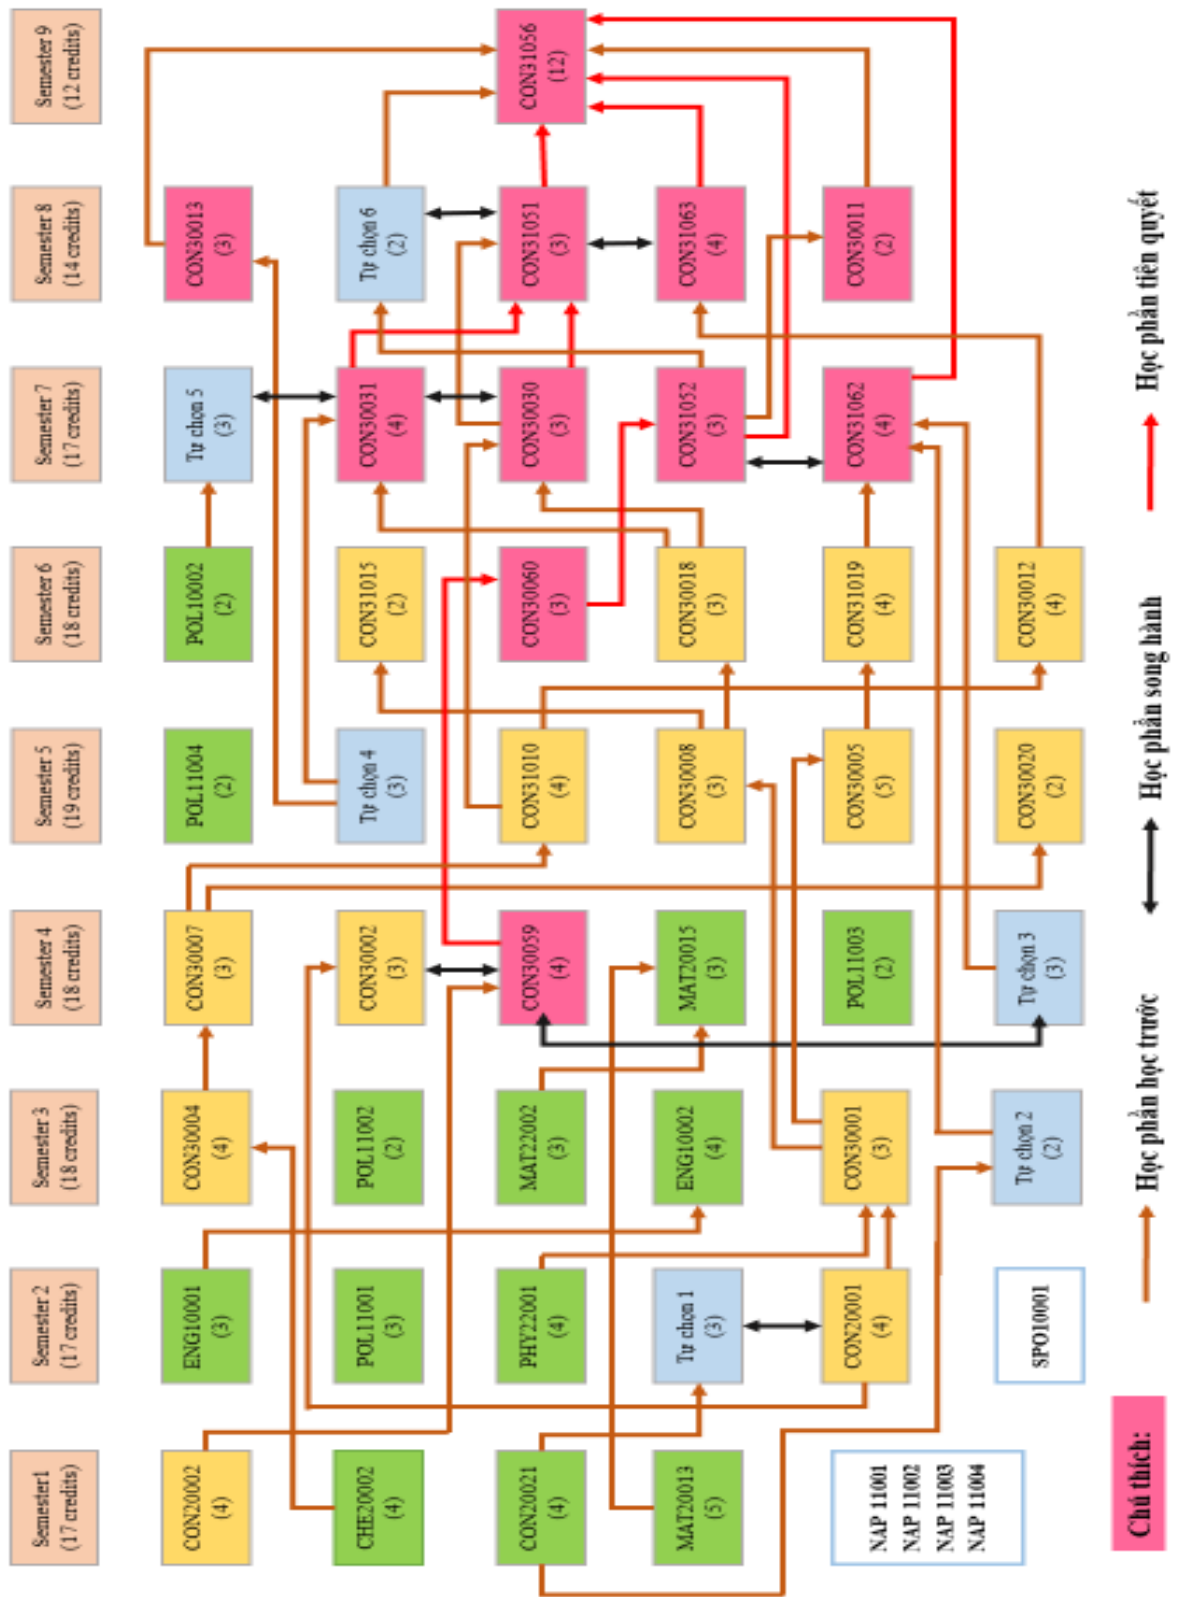 Semester1
(17 credits)
CON20002
(4)
CHE20002
(4)
CON20021
(4)
MAT20013
(5)
NAP 11001
NAP 11002
NAP 11003
NAP 11004
Semester 2
(17 credits)
ENG10001
(3)
POL11001
(3)
PHY22001
(4)
Tự chọn 1
(3)
CON20001
(4)
SPO10001
Semester 3
(18 credits)
CON30004
(4)
POL11002
(2)
MAT22002
(3)
ENG10002
(4)
CON30001
(3)
Tự chọn 2
(2)
Semester 4
(18 credits)
CON30007
(3)
CON30002
(3)
CON30059
(4)
MAT20015
(3)
POL11003
(2)
Tự chọn 3
(3)
Semester 5
(19 credits)
POL11004
(2)
Tự chọn 4
(3)
CON31010
(4)
CON30008
(3)
CON30005
(5)
CON30020
(2)
Semester 6
(18 credits)
POL10002
(2)
CON31015
(2)
CON30060
(3)
CON30018
(3)
CON31019
(4)
CON30012
(4)
Semester 7
(17 credits)
Tự chọn 5
(3)
CON30031
(4)
CON30030
(3)
CON31052
(3)
CON31062
(4)
Semester 8
(14 credits)
CON30013
(3)
Tự chọn 6
(2)
CON31051
(3)
CON31063
(4)
CON30011
(2)
Semester 9
(12 credits)
CON31056
(12)
Chú thích:
Học phần học trước
Học phần song hành
Học phần tiên quyết